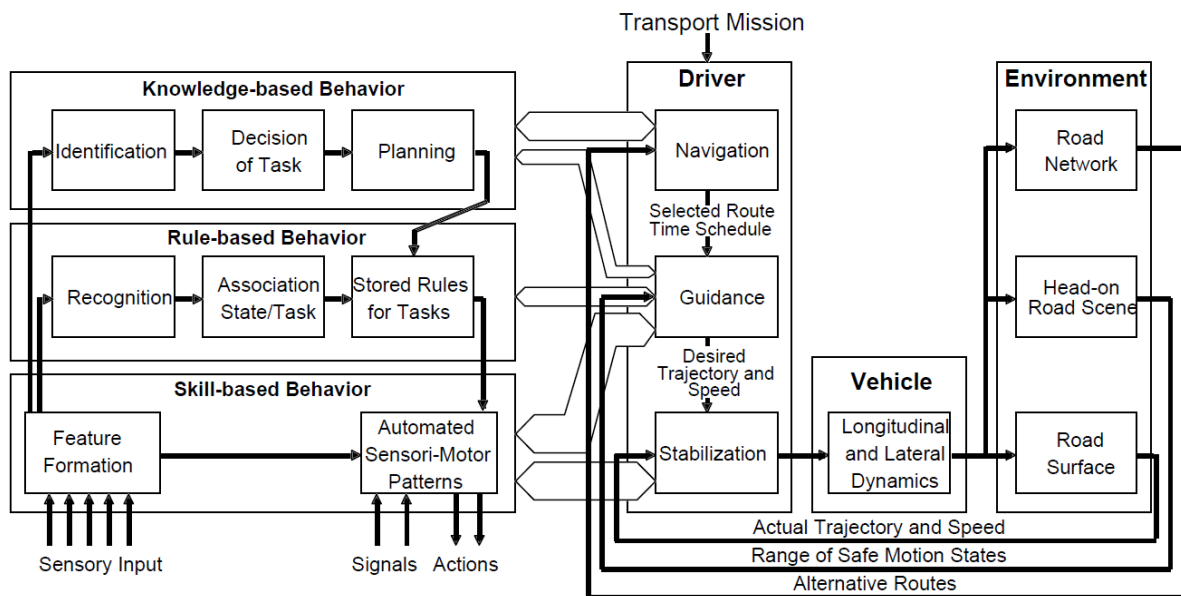 Transport Mission
Knowledge-based Behavior
Identification
Decision
of Task
Planning
Rule-based Behavior
Recognition
Association
State/Task
Stored Rules
for Tasks
Skill-based Behavior
Feature
Formation
Automated
Sensori-Motor
Patterns
Sensory Input
Signals
Actions
Driver
Navigation
Selected Route
Time Schedule
Guidance
Desired
Trajectory and
Speed
Stabilization
Vehicle
Longitudinal
and Lateral
Dynamics
Environment
Road
Network
Head-on
Road Scene
Road
Surface
Actual Trajectory and Speed
Range of Safe Motion States
Alternative Routes